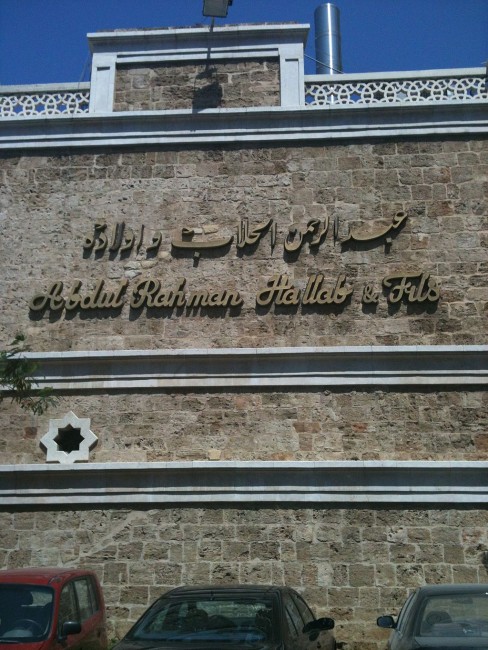 عبد الرحمن الحلاب و اولاده
Abdul Rahman Hallab & Fils